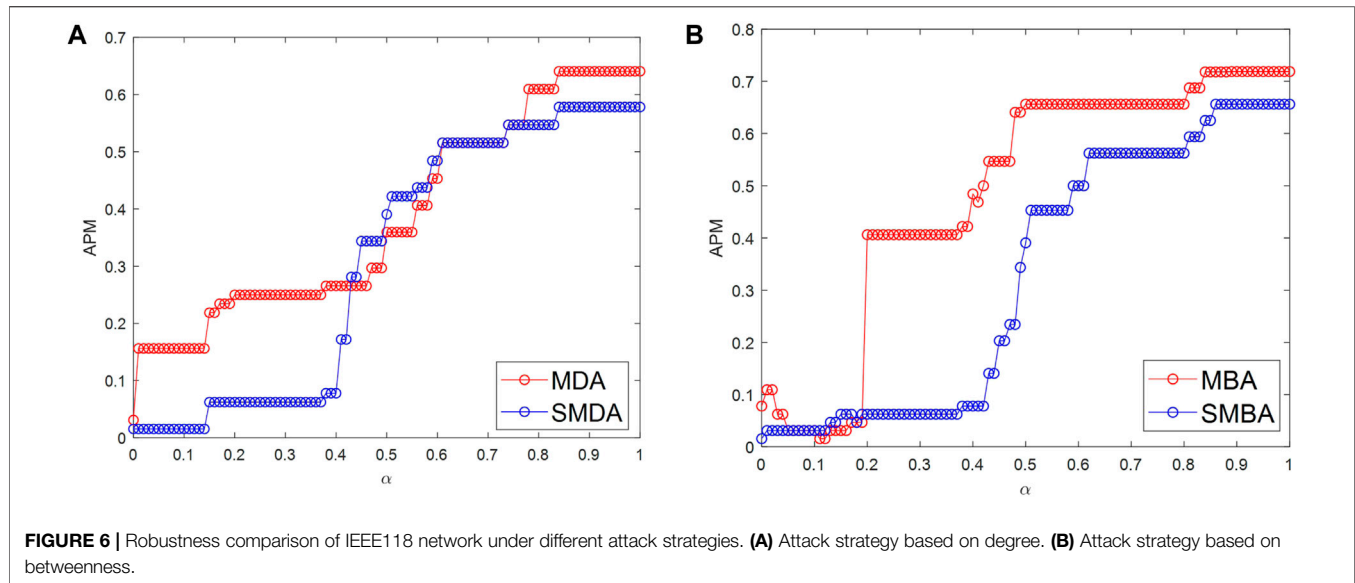 A
0.7
0.6
0.5
0.4
0.3
0.2
0.1
0
APM
0 0.1 0.2 0.3 0.4 0.5 0.6 0.7 0.8 0.9 1
α
MDA
SMDA
B
0.8
0.7
0.6
0.5
0.4
0.3
0.2
0.1
0
APM
0 0.1 0.2 0.3 0.4 0.5 0.6 0.7 0.8 0.9 1
α
MBA
SMBA
FIGURE 6 | Robustness comparison of IEEE118 network under different attack strategies. (A) Attack strategy based on degree. (B) Attack strategy based on
betweenness.